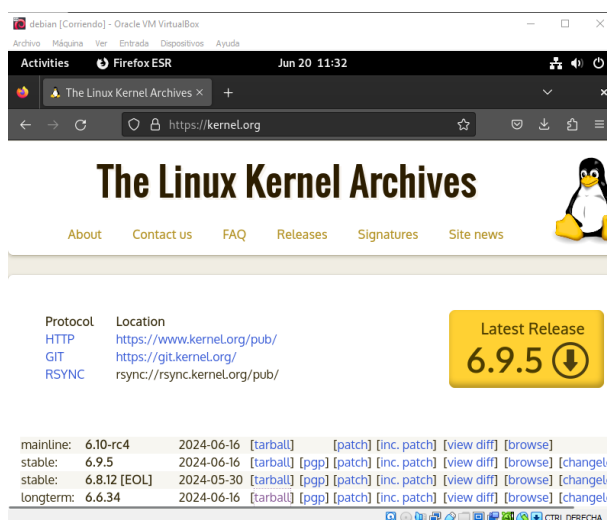 debian [Corriendo] - Oracle VM VirtualBox
Archivo Máquina Ver Entrada Dispositivos Ayuda
Activities Firefox ESR Jun 20 11:32
The Linux Kernel Archives
https://kernel.org
The Linux Kernel Archives
About Contact us FAQ Releases Signatures Site news
Protocol Location
HTTP https://www.kernel.org/pub/
GIT https://git.kernel.org/
RSYNC rsync://rsync.kernel.org/pub/
Latest Release
6.9.5
mainline: 6.10-rc4 2024-06-16 [tarball] [patch] [inc. patch] [view diff] [browse]
stable: 6.9.5 2024-06-16 [tarball] [pgp] [patch] [inc. patch] [view diff] [browse] [changel
stable: 6.8.12 [EOL] 2024-05-30 [tarball] [pgp] [patch] [inc. patch] [view diff] [browse] [changel
longterm: 6.6.34 2024-06-16 [tarball] [pgp] [patch] [inc. patch] [view diff] [browse] [changel
CTRL DERECHA